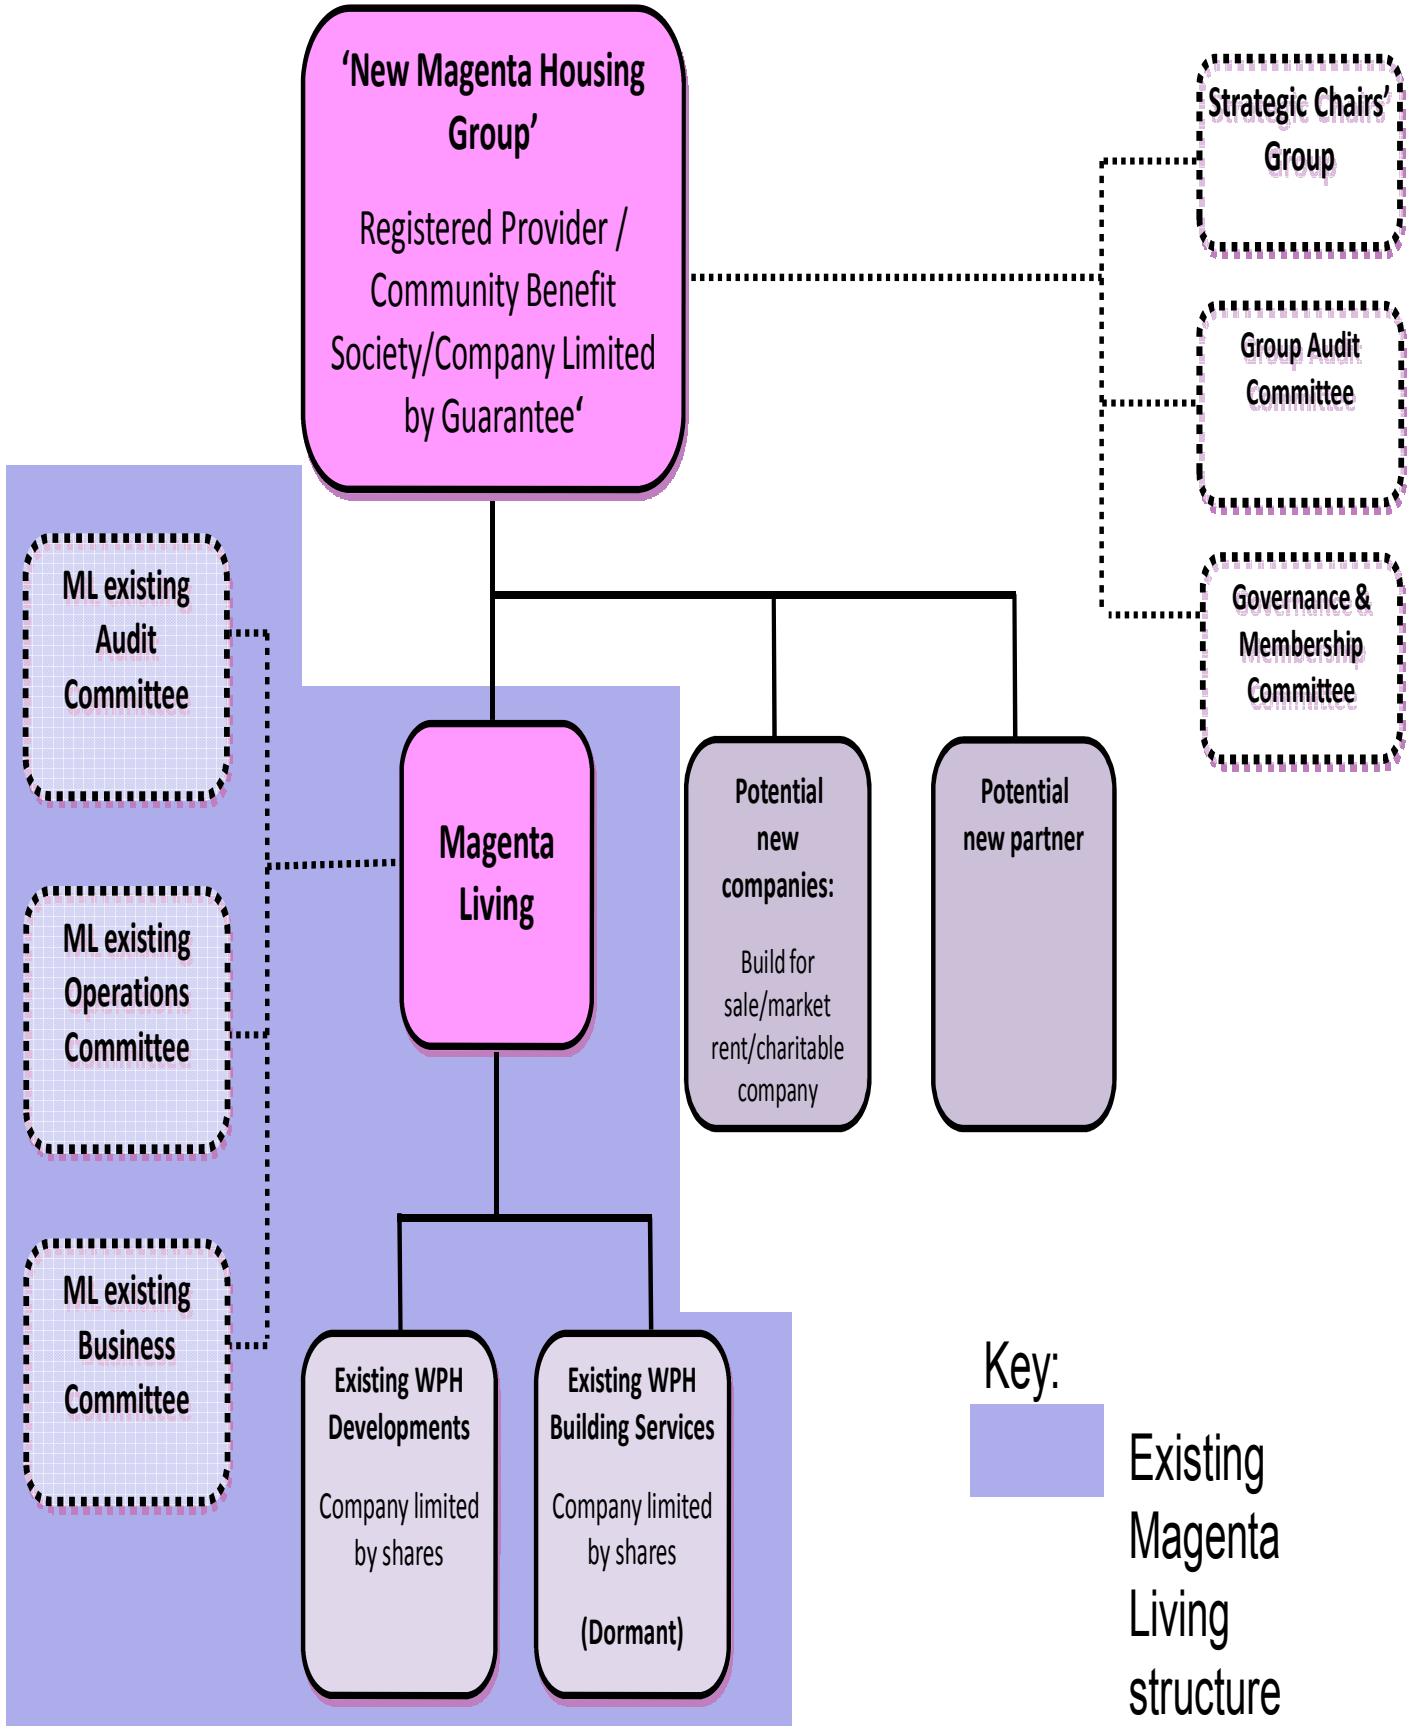 ‘New Magenta Housing
Group’
Registered Provider /
Community Benefit
Society/Company Limited
by Guarantee‘
Strategic Chairs’
Group
Group Audit
Committee
Governance &
Membership
Committee
ML existing
Audit
Committee
ML existing
Operations
Committee
ML existing
Business
Committee
Magenta
Living
Potential
new
companies:
Build for
sale/market
rent/charitable
company
Potential
new partner
Existing WPH
Developments
Company limited
by shares
Existing WPH
Building Services
Company limited
by shares
(Dormant)
Key:
Existing
Magenta
Living
structure